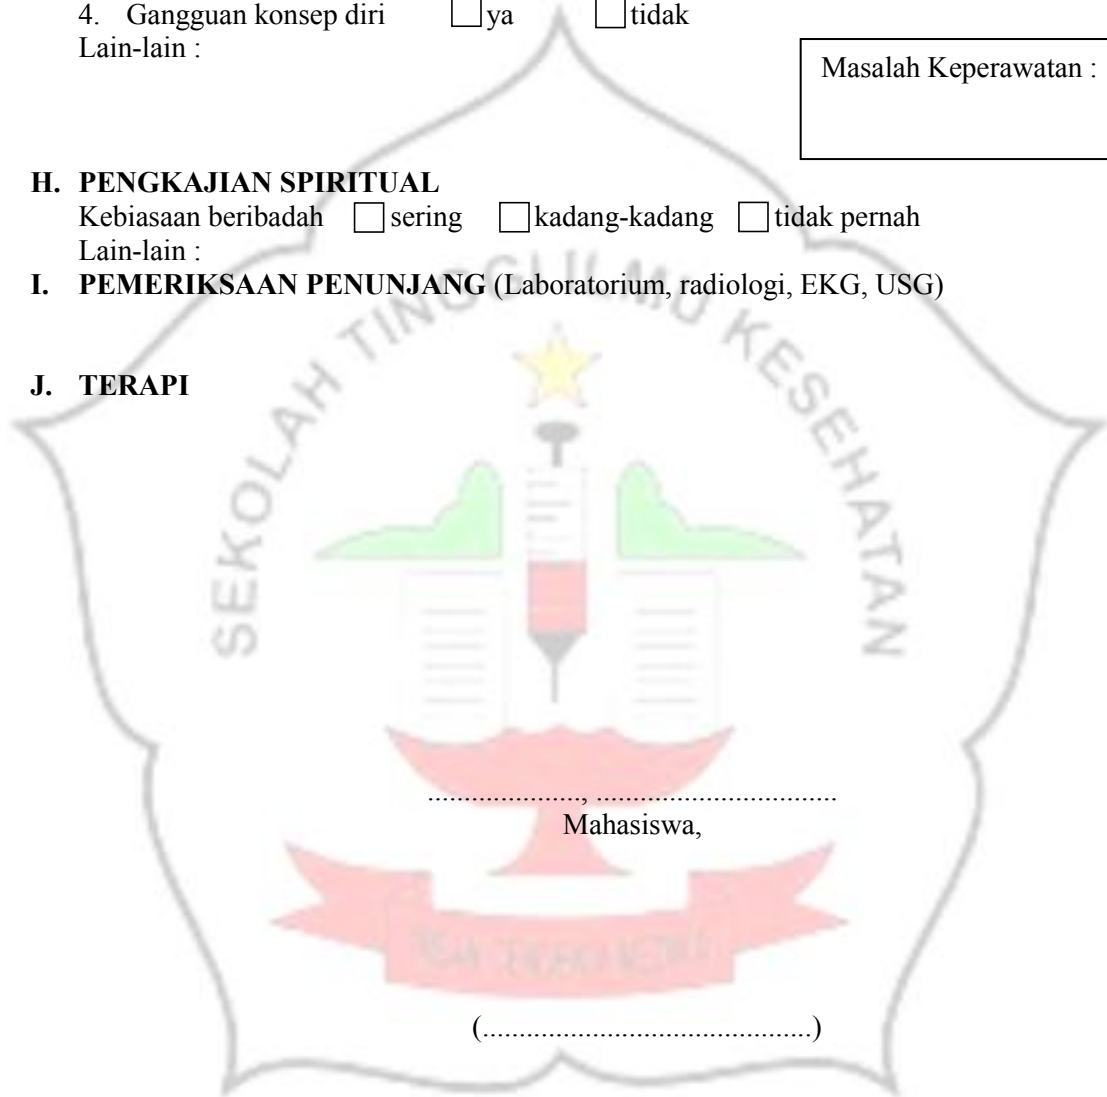 4. Gangguan konsep diri ☐ ya ☐ tidak
Lain-lain :
Masalah Keperawatan :
H. PENGKAJIAN SPIRITUAL
Kebiasaan beribadah ☐ sering ☐ kadang-kadang ☐ tidak pernah
Lain-lain :
I. PEMERIKSAAN PENUNJANG (Laboratorium, radiologi, EKG, USG)
J. TERAPI
SEKOLAH TINGGI ILMU KESEHATAN
....................., .................................
Mahasiswa,
(.............................................)